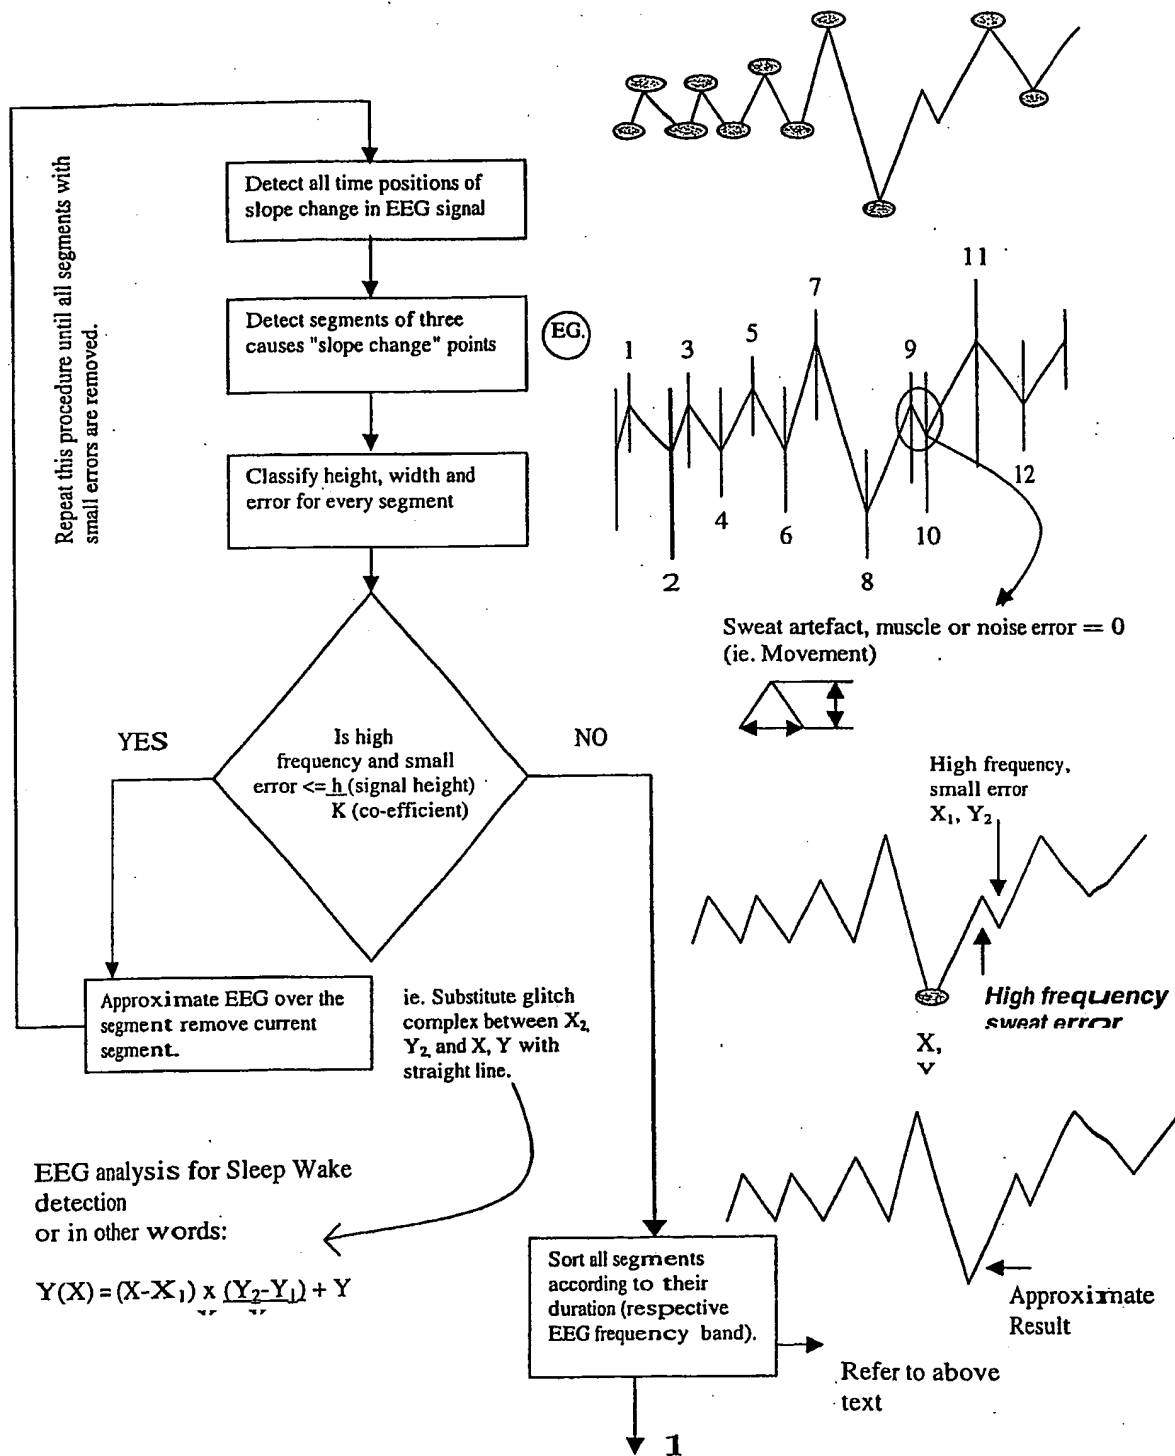 Repeat this procedure until all segments with
small errors are removed.
Detect all time positions of
slope change in EEG signal
Detect segments of three
causes "slope change" points
EG.
Classify height, width and
error for every segment
1
3
5
7
9
11
2
4
6
8
10
12
Sweat artefact, muscle or noise error = 0
(ie. Movement)
YES
Is high
frequency and small
error <= h (signal height)
K (co-efficient)
NO
High frequency,
small error
X₁, Y₂
High frequency
sweat error
X,
Approximate EEG over the
segment remove current
segment.
ie. Substitute glitch
complex between X₂,
Y₂, and X, Y with
straight line.
EEG analysis for Sleep Wake
detection
or in other words:
Y(X) = (X-X₁) x (Y₂-Y₁) + Y
Sort all segments
according to their
duration (respective
EEG frequency band).
Approximate
Result
Refer to above
text
1